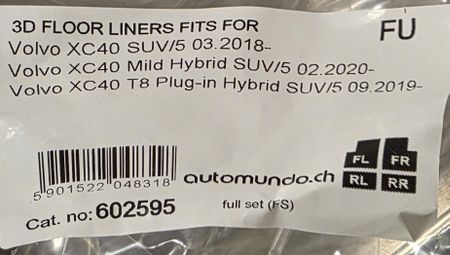 3D FLOOR LINERS FITS FOR
FU
Volvo XC40 SUV/5 03.2018-
Volvo XC40 Mild Hybrid SUV/5 02.2020-
Volvo XC40 T8 Plug-in Hybrid SUV/5 09.2019-
FL FR
RL RR
5 901522 048318
automundo.ch
Cat. no: 602595
full set (FS)